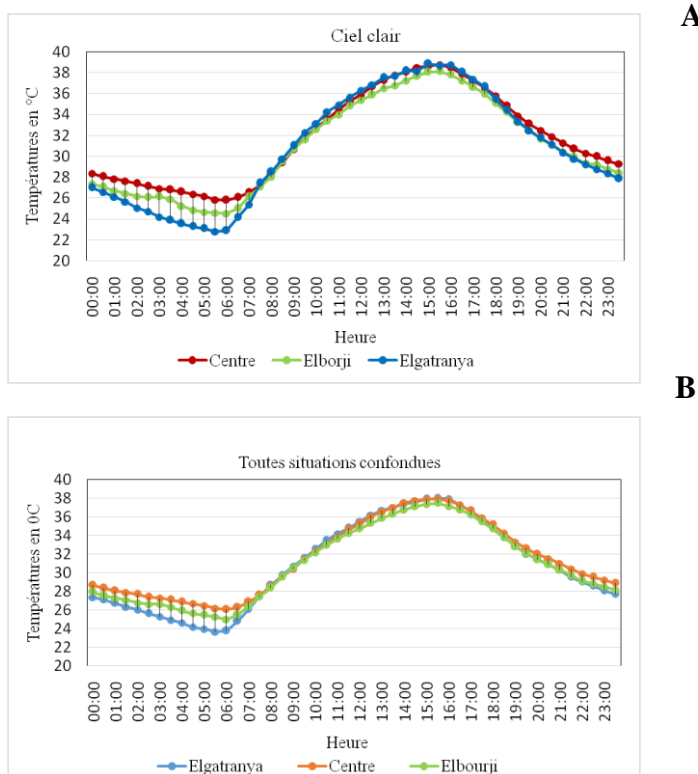 A
Ciel clair
Températures en °C
40
38
36
34
32
30
28
26
24
22
20
00:00 01:00 02:00 03:00 04:00 05:00 06:00 07:00 08:00 09:00 10:00 11:00 12:00 13:00 14:00 15:00 16:00 17:00 18:00 19:00 20:00 21:00 22:00 23:00
Heure
Centre Elborji Elgatranya
B
Toutes situations confondues
Températures en 0C
40
38
36
34
32
30
28
26
24
22
20
00:00 01:00 02:00 03:00 04:00 05:00 06:00 07:00 08:00 09:00 10:00 11:00 12:00 13:00 14:00 15:00 16:00 17:00 18:00 19:00 20:00 21:00 22:00 23:00
Heure
Elgatranya Centre Elbourji